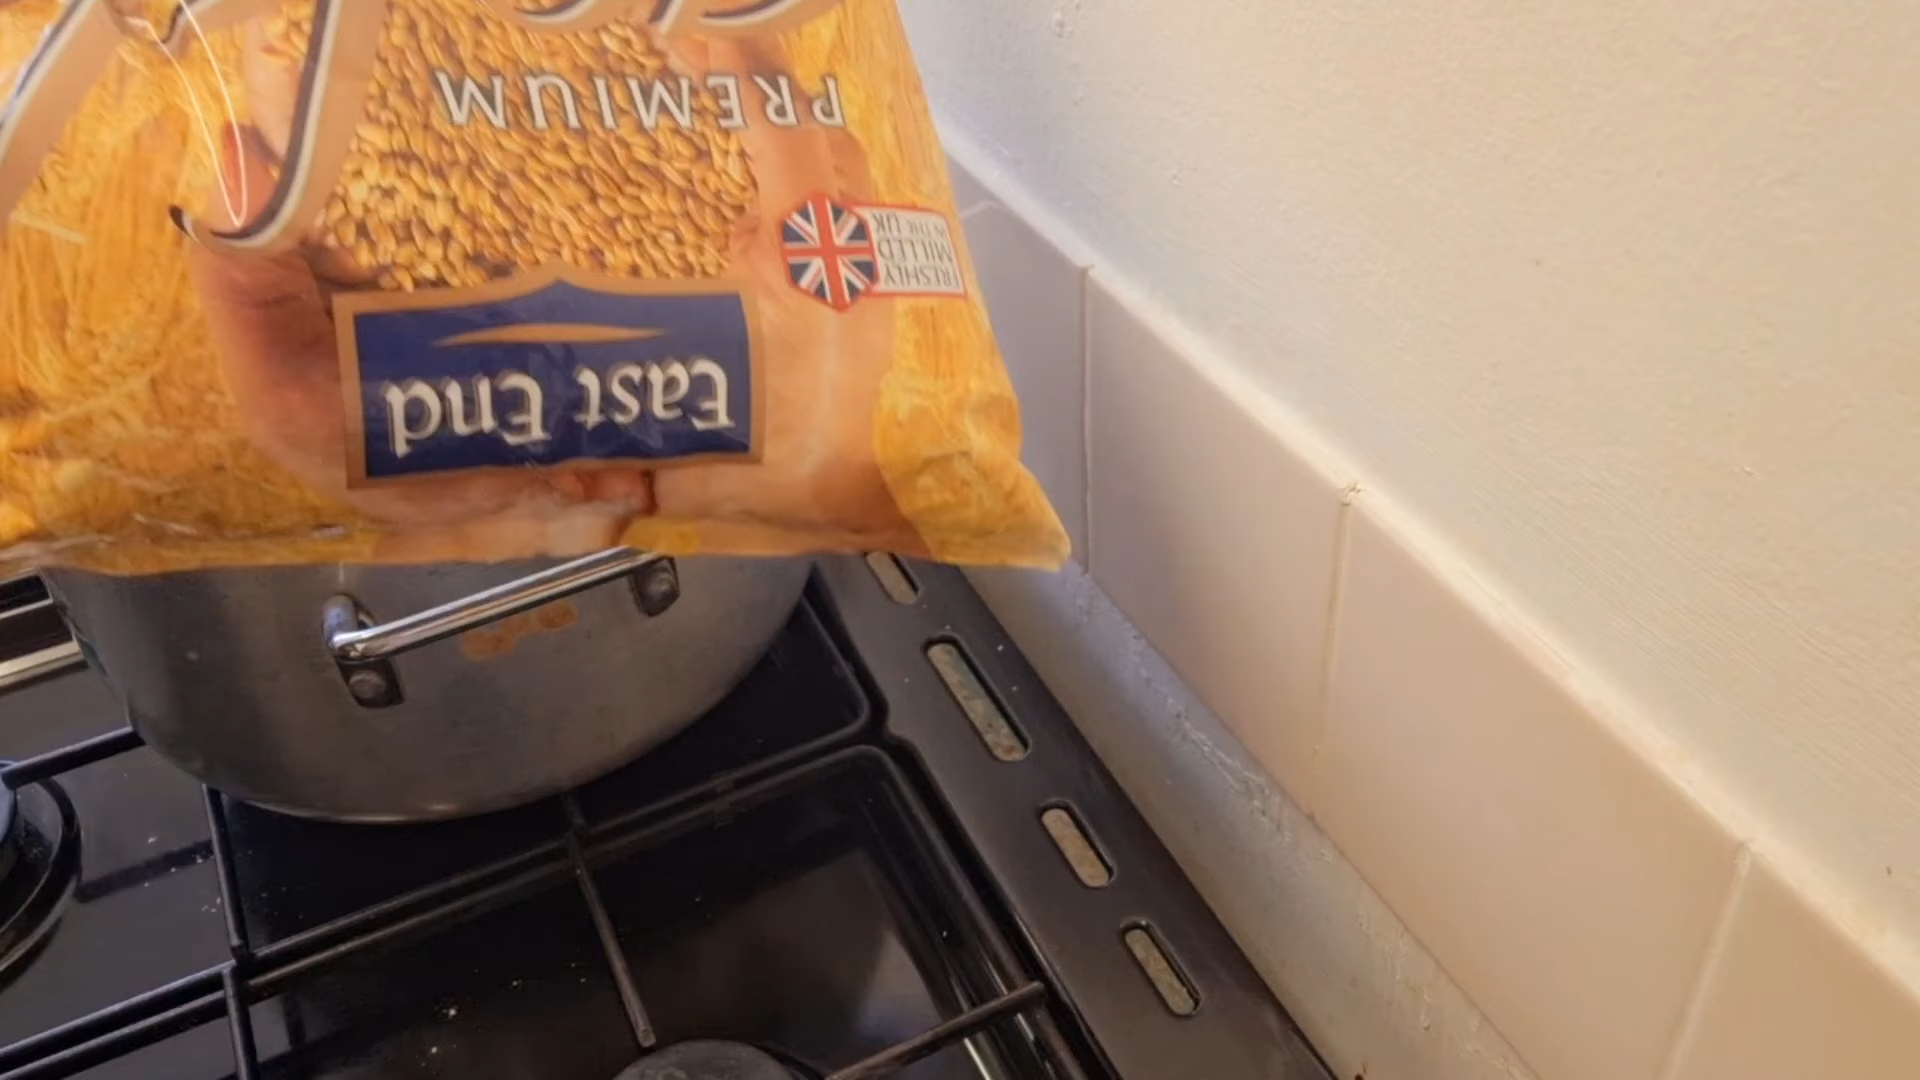 East End
FRESHLY
MILLED
IN THE UK
PREMIUM